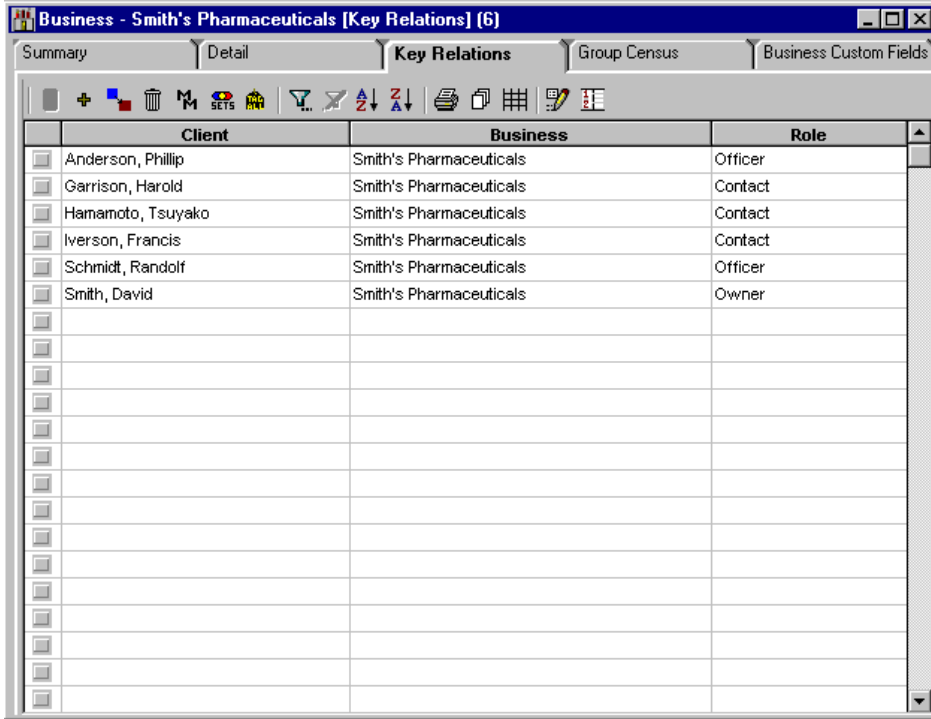 Business - Smith's Pharmaceuticals [Key Relations] (6)
Summary Detail Key Relations Group Census Business Custom Fields
SETS A Z Z A
Client Business Role
Anderson, Phillip Smith's Pharmaceuticals Officer
Garrison, Harold Smith's Pharmaceuticals Contact
Hamamoto, Tsuyako Smith's Pharmaceuticals Contact
Iverson, Francis Smith's Pharmaceuticals Contact
Schmidt, Randolf Smith's Pharmaceuticals Officer
Smith, David Smith's Pharmaceuticals Owner